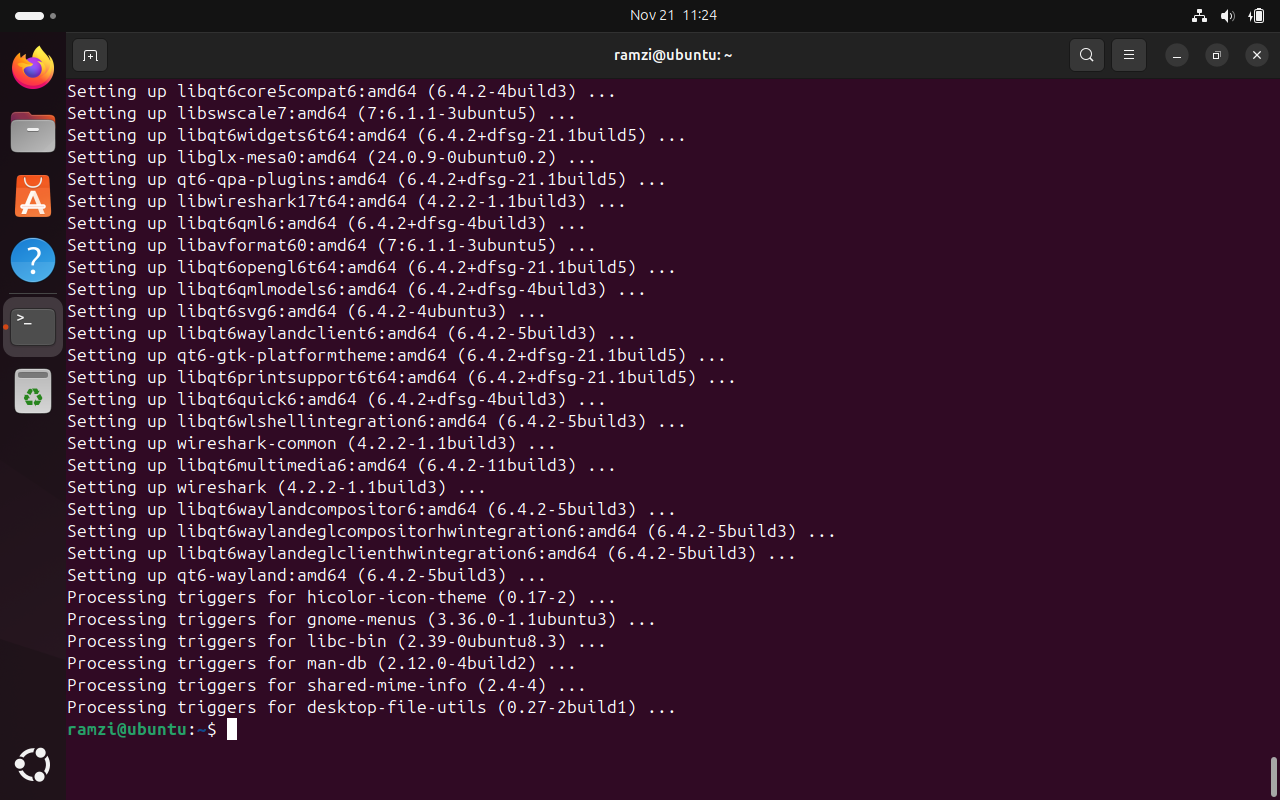 Nov 21 11:24
ramzi@ubuntu: ~
Setting up libqt6core5compat6:amd64 (6.4.2-4build3) ...
Setting up libswscale7:amd64 (7:6.1.1-3ubuntu5) ...
Setting up libqt6widgets6t64:amd64 (6.4.2+dfsg-21.1build5) ...
Setting up libglx-mesa0:amd64 (24.0.9-0ubuntu0.2) ...
Setting up qt6-qpa-plugins:amd64 (6.4.2+dfsg-21.1build5) ...
Setting up libwireshark17t64:amd64 (4.2.2-1.1build3) ...
Setting up libqt6qml6:amd64 (6.4.2+dfsg-4build3) ...
Setting up libavformat60:amd64 (7:6.1.1-3ubuntu5) ...
Setting up libqt6opengl6t64:amd64 (6.4.2+dfsg-21.1build5) ...
Setting up libqt6qmlmodels6:amd64 (6.4.2+dfsg-4build3) ...
Setting up libqt6svg6:amd64 (6.4.2-4ubuntu3) ...
Setting up libqt6waylandclient6:amd64 (6.4.2-5build3) ...
Setting up qt6-gtk-platformtheme:amd64 (6.4.2+dfsg-21.1build5) ...
Setting up libqt6printsupport6t64:amd64 (6.4.2+dfsg-21.1build5) ...
Setting up libqt6quick6:amd64 (6.4.2+dfsg-4build3) ...
Setting up libqt6wlshellintegration6:amd64 (6.4.2-5build3) ...
Setting up wireshark-common (4.2.2-1.1build3) ...
Setting up libqt6multimedia6:amd64 (6.4.2-11build3) ...
Setting up wireshark (4.2.2-1.1build3) ...
Setting up libqt6waylandcompositor6:amd64 (6.4.2-5build3) ...
Setting up libqt6waylandeglcompositorhwintegration6:amd64 (6.4.2-5build3) ...
Setting up libqt6waylandeglclienthwintegration6:amd64 (6.4.2-5build3) ...
Setting up qt6-wayland:amd64 (6.4.2-5build3) ...
Processing triggers for hicolor-icon-theme (0.17-2) ...
Processing triggers for gnome-menus (3.36.0-1.1ubuntu3) ...
Processing triggers for libc-bin (2.39-0ubuntu8.3) ...
Processing triggers for man-db (2.12.0-4build2) ...
Processing triggers for shared-mime-info (2.4-4) ...
Processing triggers for desktop-file-utils (0.27-2build1) ...
ramzi@ubuntu:~$